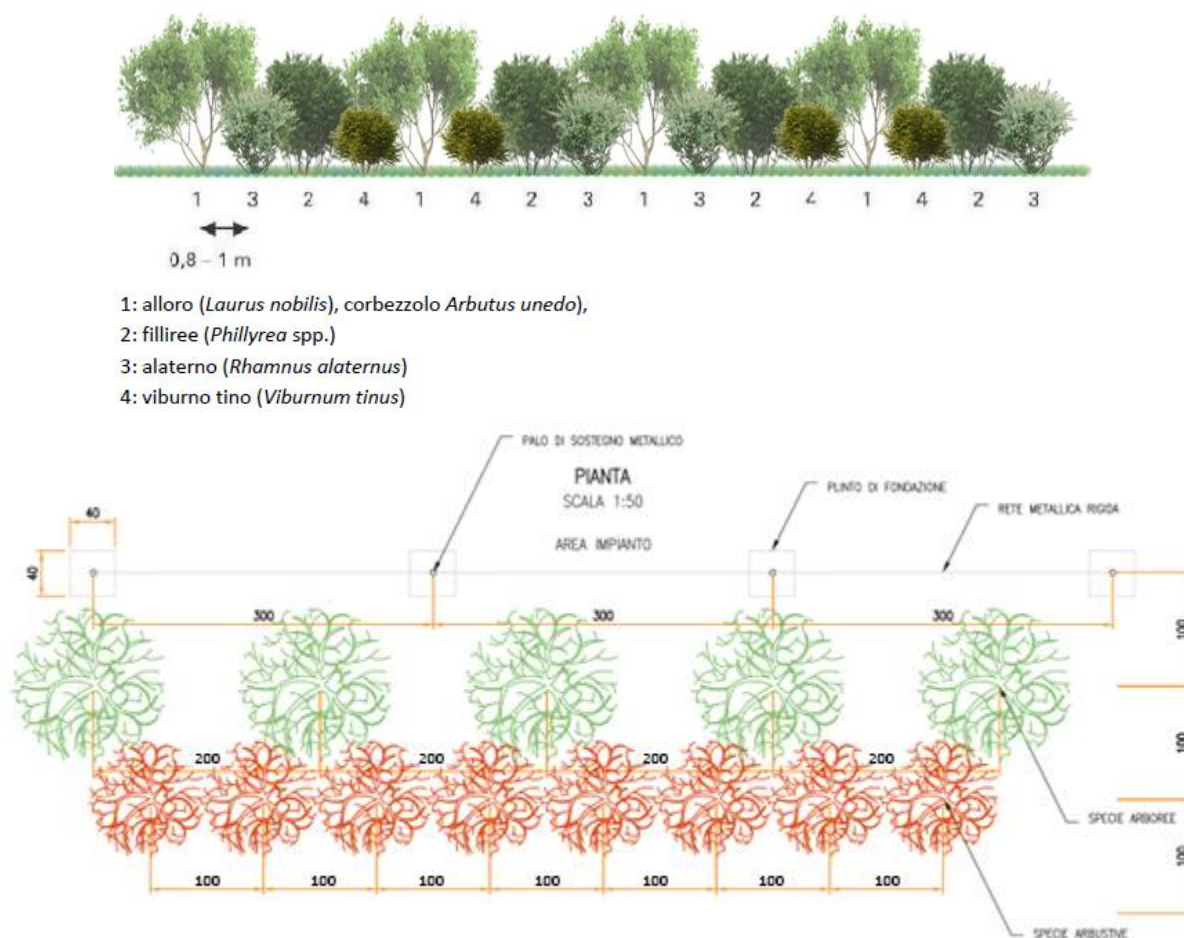 1 3 2 4 1 4 2 3 1 3 2 4 1 4 2 3
0,8 – 1 m
1: alloro (Laurus nobilis), corbezzolo Arbutus unedo),
2: filliree (Phillyrea spp.)
3: alaterno (Rhamnus alaternus)
4: viburno tino (Viburnum tinus)
PALO DI SOSTEGNO METALLICO
PIANTA
SCALA 1:50
PLINTO DI FONDAZIONE
RETE METALLICA RIGIDA
AREA IMPIANTO
40
40
300 300 300
100
200 200 200 200
100
SPECIE ARBOREE
100
100 100 100 100 100 100 100
SPECIE ARBUSTIVE